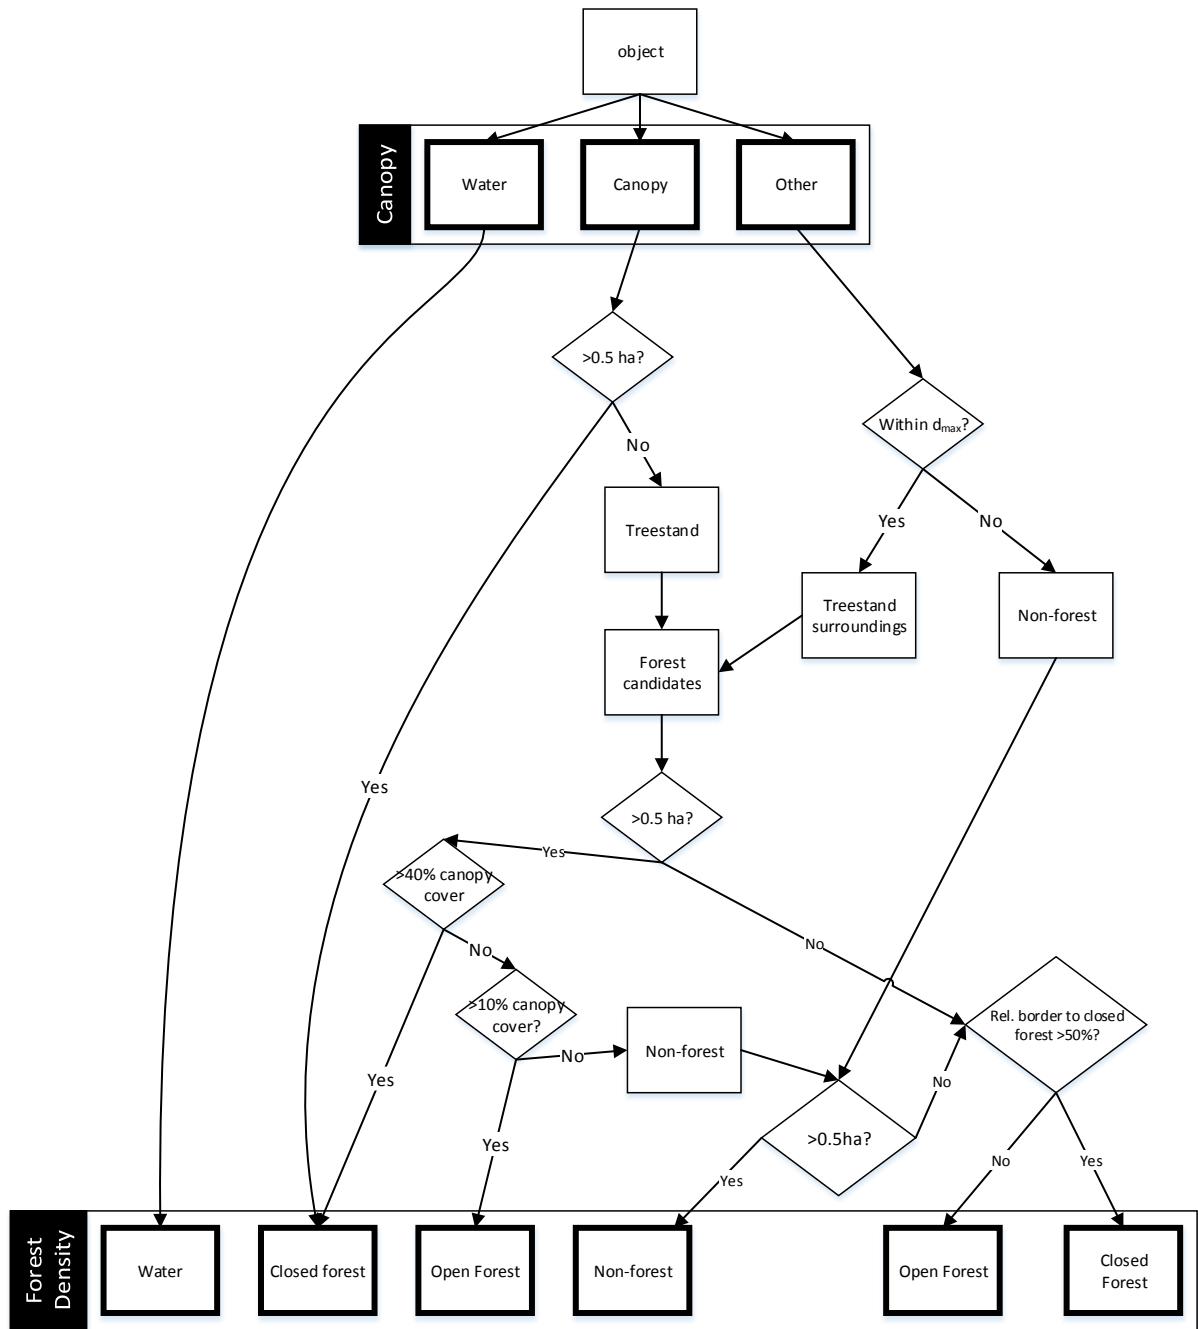 object
Canopy
Water
Canopy
Other
>0.5 ha?
Within dmax?
No
Yes
No
Treestand
Treestand
surroundings
Non-forest
Forest
candidates
Yes
>0.5 ha?
Yes
>40% canopy
cover
No
No
>10% canopy
cover?
Rel. border to closed
forest >50%?
Non-forest
No
Yes
No
>0.5ha?
Yes
Yes
No
Yes
Forest
Density
Water
Closed forest
Open Forest
Non-forest
Open Forest
Closed
Forest